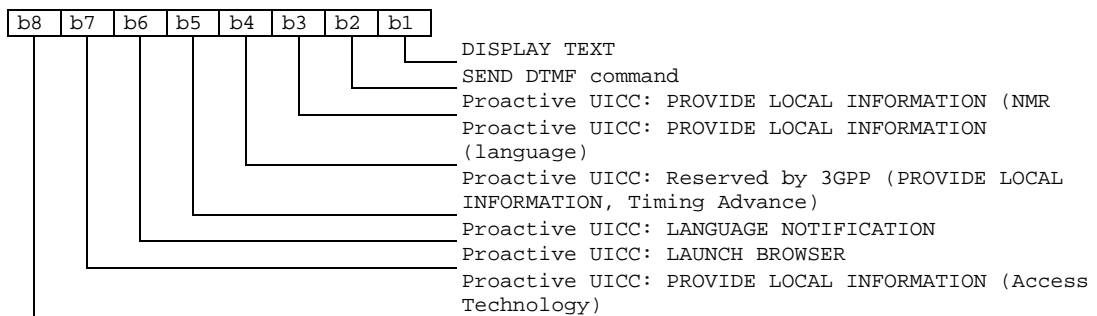 b8 b7 b6 b5 b4 b3 b2 b1
DISPLAY TEXT
SEND DTMF command
Proactive UICC: PROVIDE LOCAL INFORMATION (NMR
Proactive UICC: PROVIDE LOCAL INFORMATION
(language)
Proactive UICC: Reserved by 3GPP (PROVIDE LOCAL
INFORMATION, Timing Advance)
Proactive UICC: LANGUAGE NOTIFICATION
Proactive UICC: LAUNCH BROWSER
Proactive UICC: PROVIDE LOCAL INFORMATION (Access
Technology)